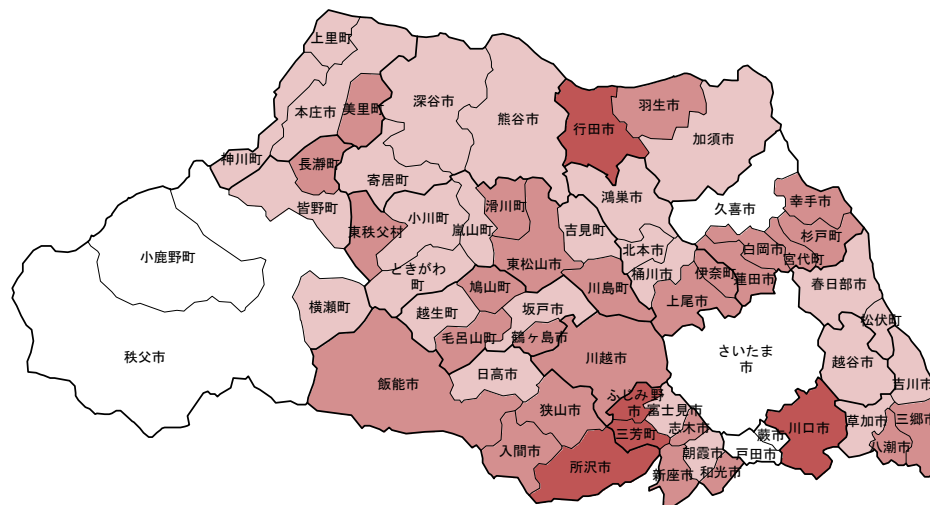 上里町
本庄市
美里町
深谷市
熊谷市
行田市
羽生市
加須市
神川町
長瀞町
寄居町
皆野町
小鹿野町
東秩父村
小川町
嵐山町
滑川町
吉見町
鴻巣市
久喜市
幸手市
杉戸町
宮代町
白岡市
北本市
桶川市
伊奈町
蓮田市
春日部市
ときがわ
町
東松山市
鳩山町
川島町
上尾市
横瀬町
越生町
坂戸市
毛呂山町
鶴ヶ島市
松伏町
秩父市
飯能市
日高市
川越市
さいたま
市
越谷市
吉川市
狭山市
ふじみ野
市
富士見市
志木市
三芳町
入間市
所沢市
新座市
朝霞市
和光市
戸田市
蕨市
川口市
草加市
八潮市
三郷市